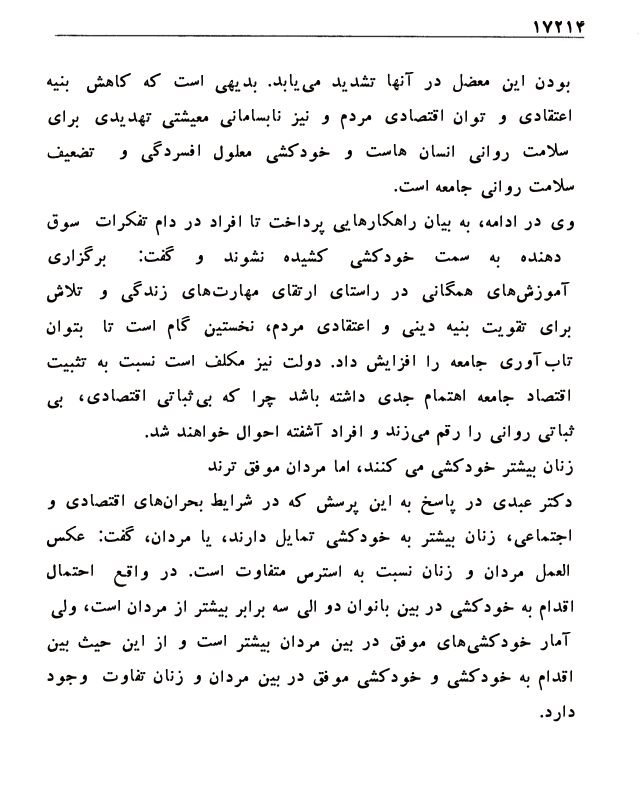 ۱۷۲۱۴
بودن این معضل در آنها تشدید می‌یابد. بدیهی است که کاهش بنیه
اعتقادی و توان اقتصادی مردم و نیز نابسامانی معیشتی تهدیدی برای
سلامت روانی انسان هاست و خودکشی معلول افسردگی و تضعیف
سلامت روانی جامعه است.
وی در ادامه، به بیان راهکارهایی پرداخت تا افراد در دام تفکرات سوق
دهنده به سمت خودکشی کشیده نشوند و گفت: برگزاری
آموزش‌های همگانی در راستای ارتقای مهارت‌های زندگی و تلاش
برای تقویت بنیه دینی و اعتقادی مردم، نخستین گام است تا بتوان
تاب‌آوری جامعه را افزایش داد. دولت نیز مکلف است نسبت به تثبیت
اقتصاد جامعه اهتمام جدی داشته باشد چرا که بی‌ثباتی اقتصادی، بی
ثباتی روانی را رقم می‌زند و افراد آشفته احوال خواهند شد.
زنان بیشتر خودکشی می کنند، اما مردان موفق ترند
دکتر عبدی در پاسخ به این پرسش که در شرایط بحران‌های اقتصادی و
اجتماعی، زنان بیشتر به خودکشی تمایل دارند، یا مردان، گفت: عکس
العمل مردان و زنان نسبت به استرس متفاوت است. در واقع احتمال
اقدام به خودکشی در بین بانوان دو الی سه برابر بیشتر از مردان است، ولی
آمار خودکشی‌های موفق در بین مردان بیشتر است و از این حیث بین
اقدام به خودکشی و خودکشی موفق در بین مردان و زنان تفاوت وجود
دارد.